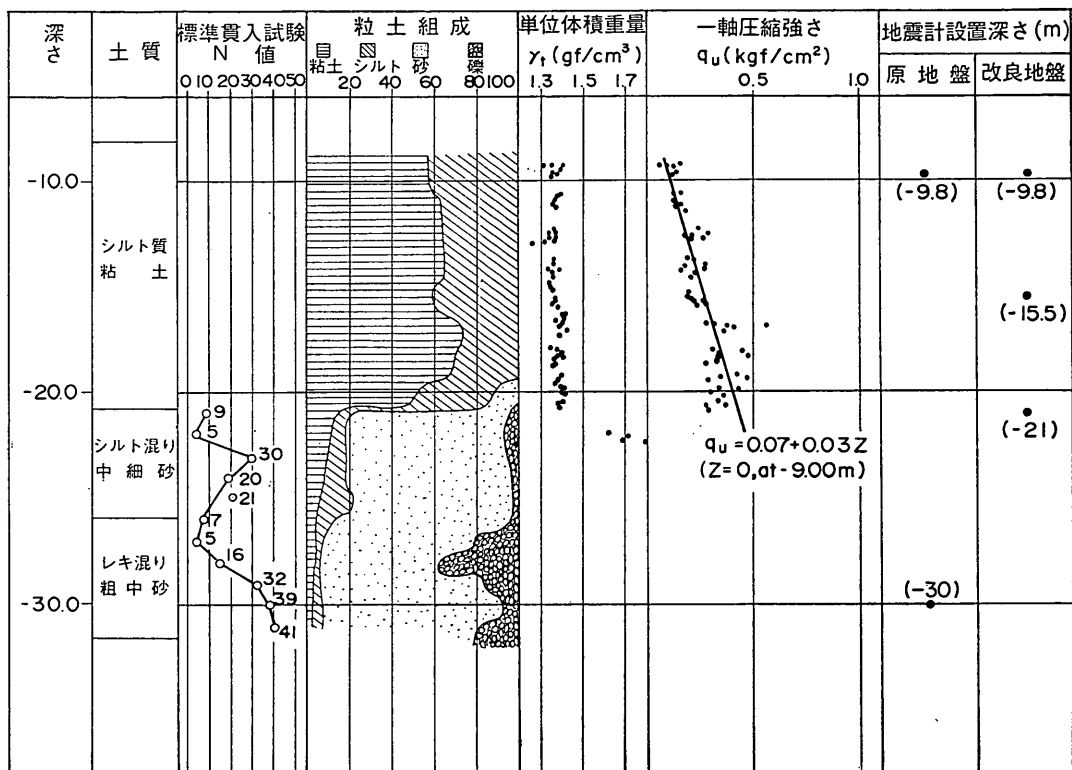 深さ
土質
標準貫入試験
N 値
0 10 20 30 40 50
粒土組成
粘土 シルト 砂 礫
20 40 60 80 100
単位体積重量
γt (gf/cm³)
1.3 1.5 1.7
一軸圧縮強さ
qu (kgf/cm²)
0.5 1.0
地震計設置深さ(m)
原地盤 改良地盤
-10.0
(-9.8) (-9.8)
シルト質
粘土
(-15.5)
-20.0
9
5
(-21)
シルト混り
中細砂
30
20
21
qu = 0.07+0.03Z
(Z=0, at -9.00m)
7
5
16
レキ混り
粗中砂
32
39
-30.0
(-30)
41